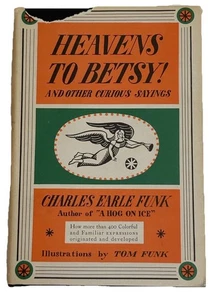 HEAVENS
TO BETSY!
AND OTHER CURIOUS SAYINGS
CHARLES EARLE FUNK
Author of "A HOG ON ICE"
How more than 400 Colorful
and Familiar expressions
originated and developed
Illustrations by TOM FUNK